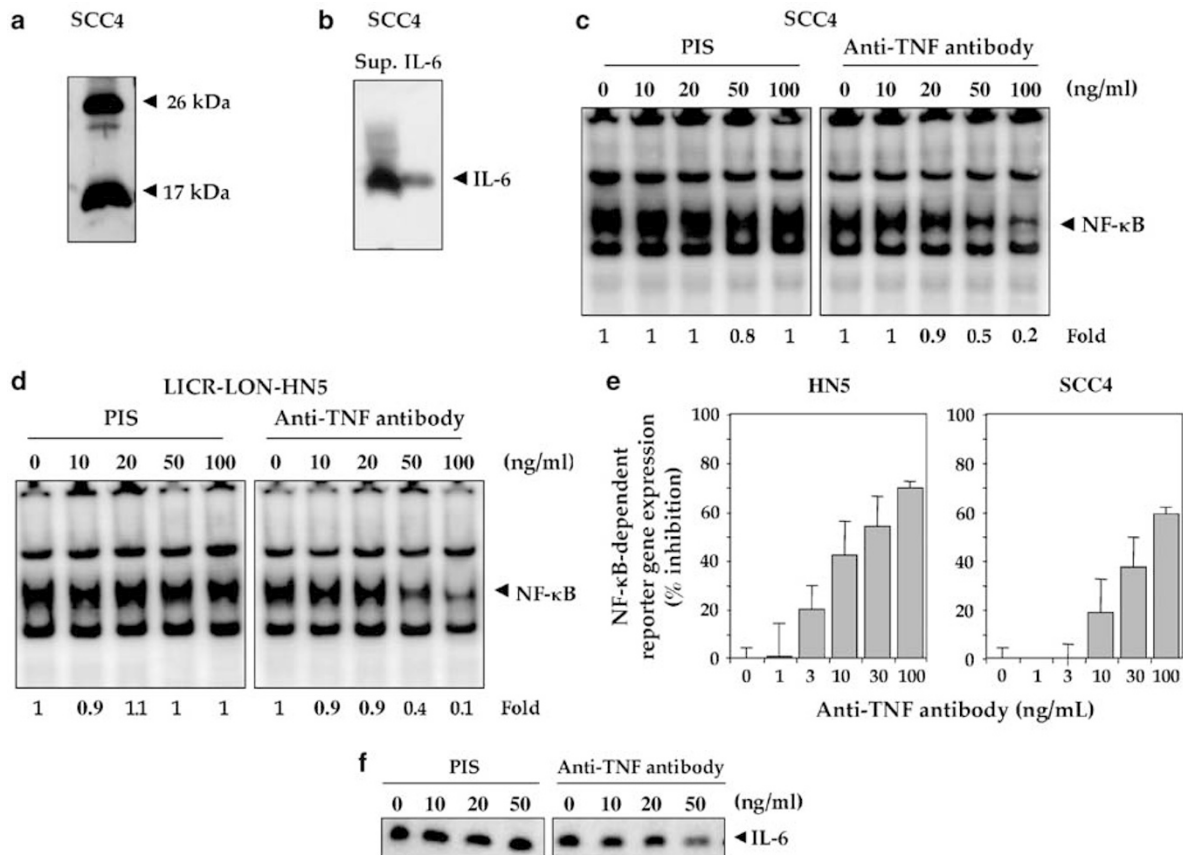 a
SCC4
◄ 26 kDa
◄ 17 kDa
b
SCC4
Sup. IL-6
◄ IL-6
c
SCC4
PIS Anti-TNF antibody
0 10 20 50 100 0 10 20 50 100 (ng/ml)
◄ NF-κB
1 1 1 0.8 1 1 1 0.9 0.5 0.2 Fold
d
LICR-LON-HN5
PIS Anti-TNF antibody
0 10 20 50 100 0 10 20 50 100 (ng/ml)
◄ NF-κB
1 0.9 1.1 1 1 1 0.9 0.9 0.4 0.1 Fold
e
HN5 SCC4
NF-κB-dependent
reporter gene expression
(% inhibition)
100 100
80 80
60 60
40 40
20 20
0 0
0 1 3 10 30 100 0 1 3 10 30 100
Anti-TNF antibody (ng/mL)
f
PIS Anti-TNF antibody
0 10 20 50 0 10 20 50 (ng/ml)
◄ IL-6